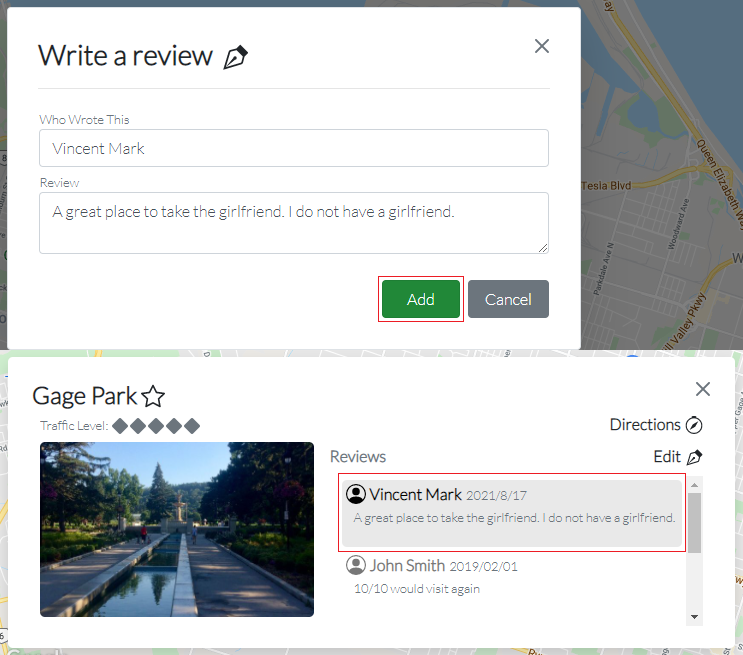 Write a review
Who Wrote This
Vincent Mark
Review
A great place to take the girlfriend. I do not have a girlfriend.
Add
Cancel
Tesla Blvd
Queen Elizabeth Way
Woodward Ave
Parkdale Ave N
Valley Pkwy
Gage Park
Traffic Level:
Directions
Reviews
Edit
Vincent Mark 2021/8/17
A great place to take the girlfriend. I do not have a girlfriend.
John Smith 2019/02/01
10/10 would visit again